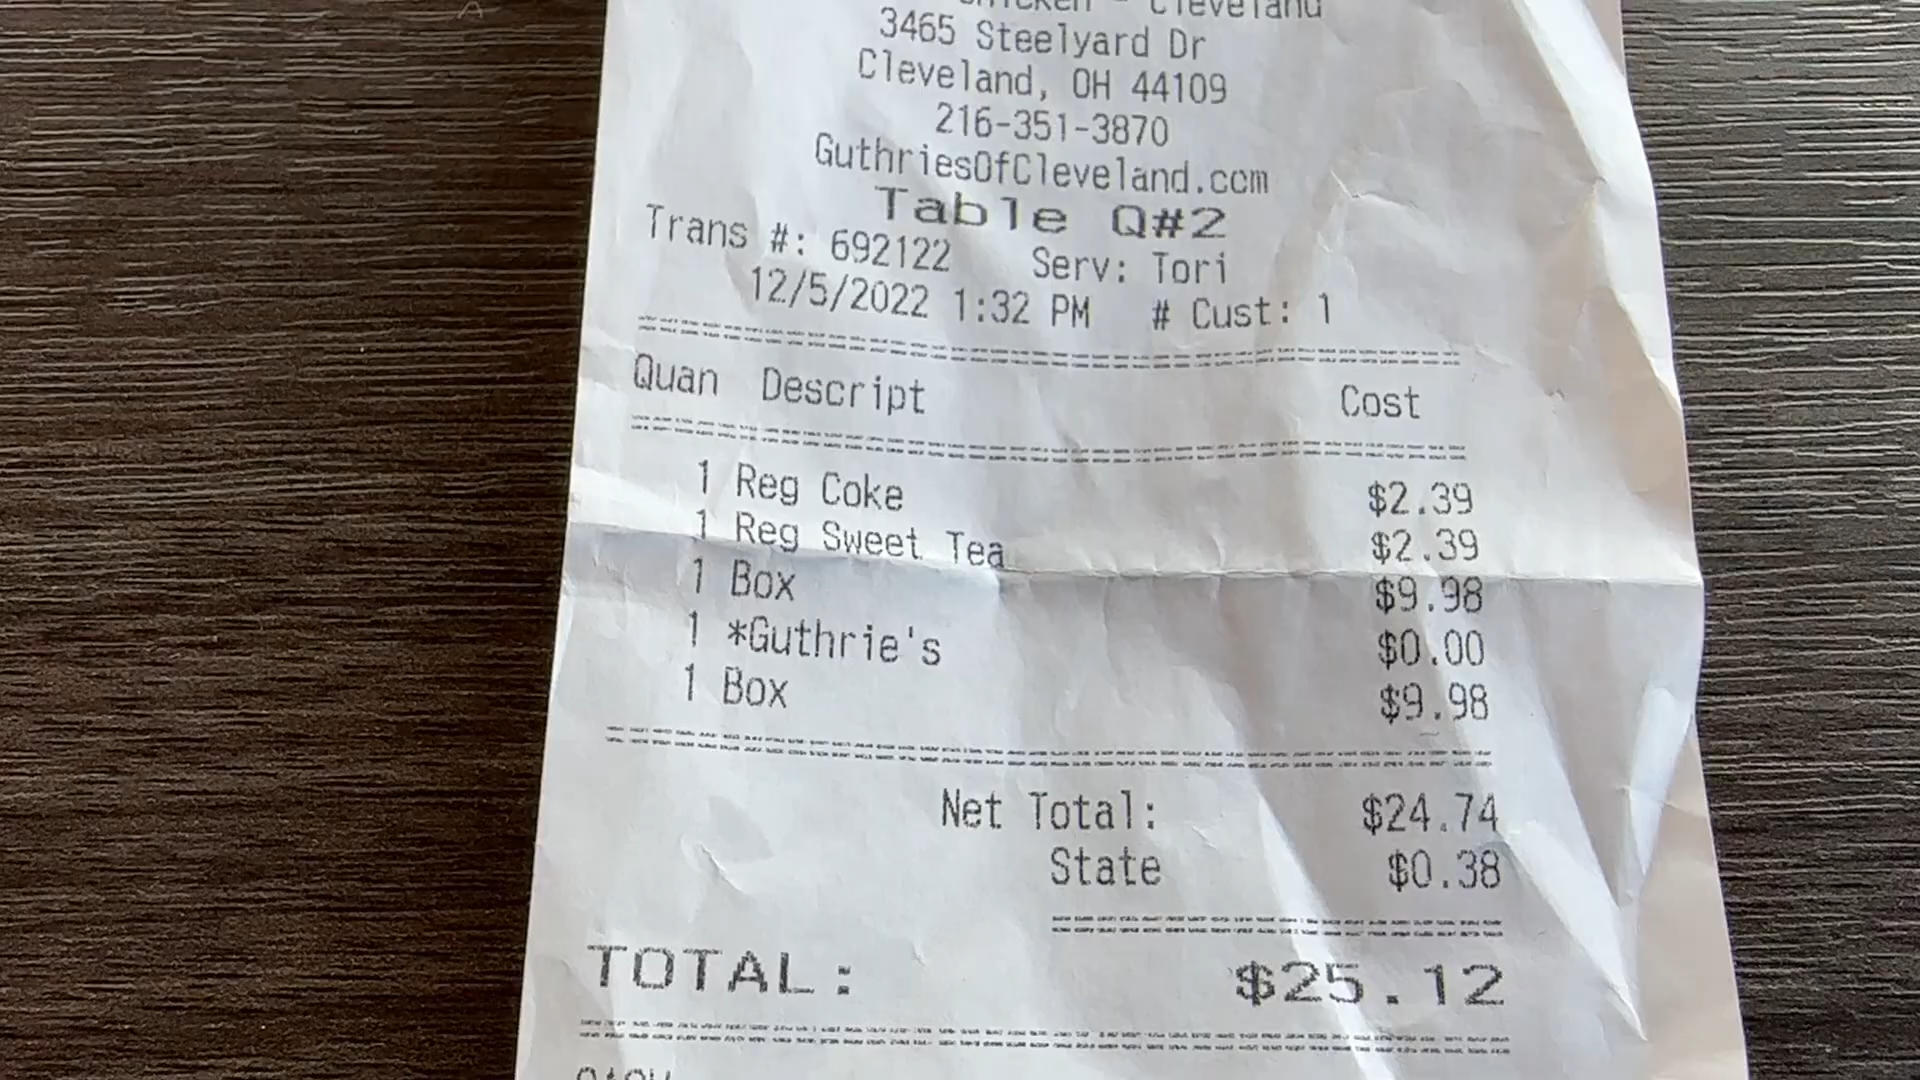 Chicken - Cleveland
3465 Steelyard Dr
Cleveland, OH 44109
216-351-3870
GuthriesOfCleveland.com
Table Q#2
Trans #: 692122 Serv: Tori
12/5/2022 1:32 PM # Cust: 1
Quan Descript Cost
1 Reg Coke $2.39
1 Reg Sweet Tea $2.39
1 Box $9.98
1 *Guthrie's $0.00
1 Box $9.98
Net Total: $24.74
State $0.38
TOTAL: $25.12